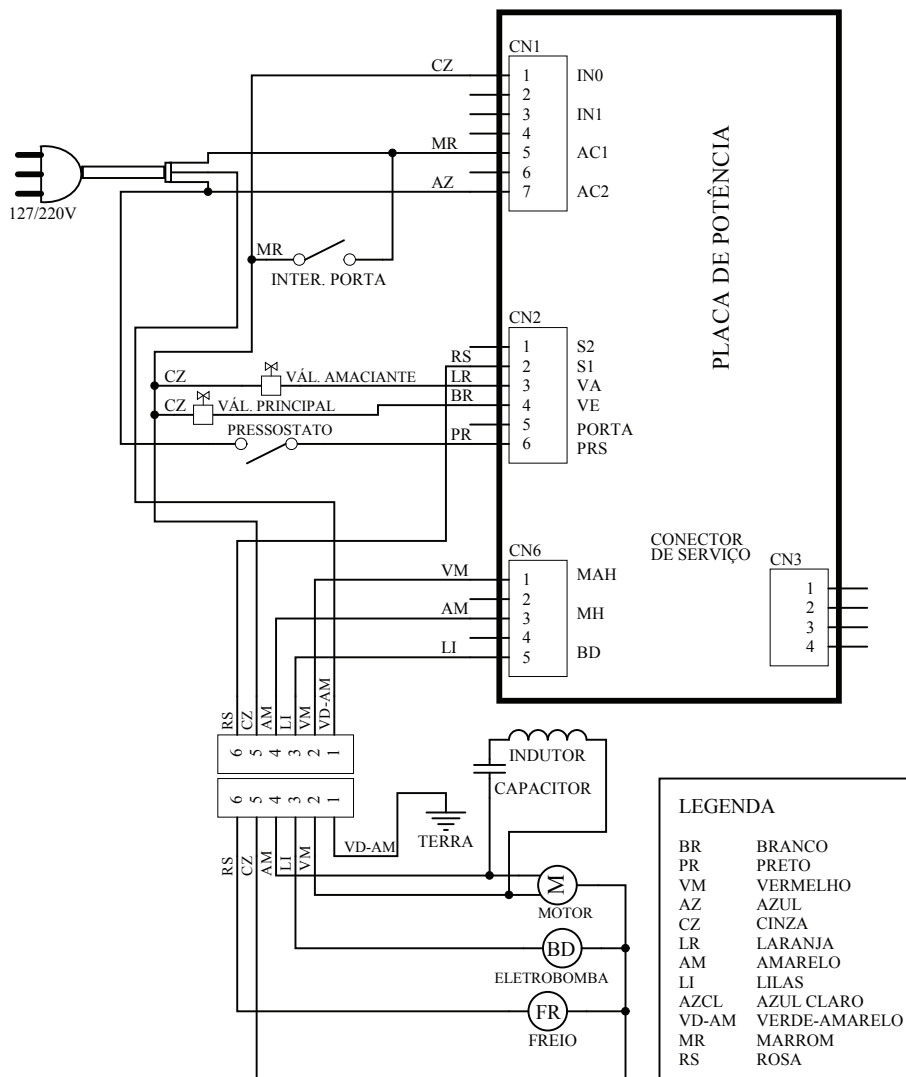 CN1
CZ 1 IN0
2
3 IN1
4
MR 5 AC1
6
AZ 7 AC2
127/220V
MR
INTER. PORTA
PLACA DE POTÊNCIA
CN2
1 S2
RS 2 S1
CZ VÁL. AMACIANTE LR 3 VA
CZ VÁL. PRINCIPAL BR 4 VE
5 PORTA
PRESSOSTATO PR 6 PRS
CONECTOR
DE SERVIÇO
CN6
VM 1 MAH
2
AM 3 MH
4
LI 5 BD
CN3
1
2
3
4
RS CZ AM LI VM VD-AM
6 5 4 3 2 1
6 5 4 3 2 1
RS CZ AM LI VM VD-AM
INDUTOR
CAPACITOR
TERRA
M
MOTOR
BD
ELETROBOMBA
FR
FREIO
LEGENDA
BR BRANCO
PR PRETO
VM VERMELHO
AZ AZUL
CZ CINZA
LR LARANJA
AM AMARELO
LI LILAS
AZCL AZUL CLARO
VD-AM VERDE-AMARELO
MR MARROM
RS ROSA